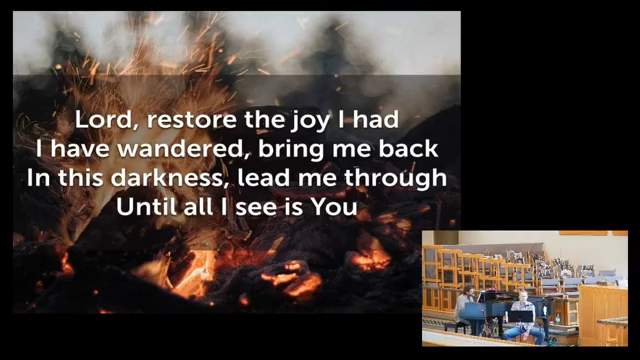 Lord, restore the joy I had
I have wandered, bring me back
In this darkness, lead me through
Until all I see is You